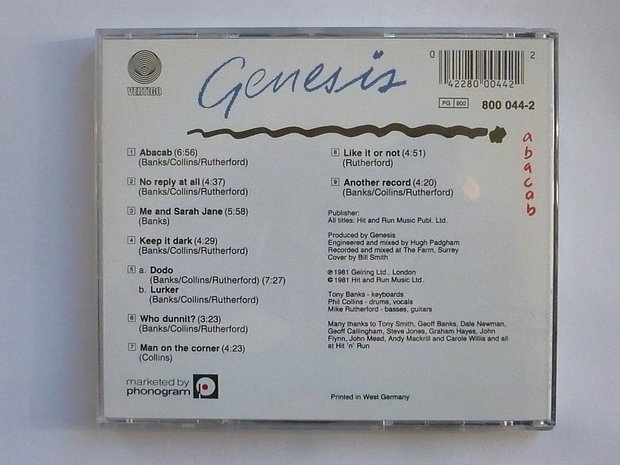 VERTIGO
Genesis
0 42280 00442 2
PG 900 800 044-2
abacab
1 Abacab (6:56)
(Banks/Collins/Rutherford)
2 No reply at all (4:37)
(Banks/Collins/Rutherford)
3 Me and Sarah Jane (5:58)
(Banks)
4 Keep it dark (4:29)
(Banks/Collins/Rutherford)
5 a. Dodo
(Banks/Collins/Rutherford) (7:27)
b. Lurker
(Banks/Collins/Rutherford)
6 Who dunnit? (3:23)
(Banks/Collins/Rutherford)
7 Man on the corner (4:23)
(Collins)
8 Like it or not (4:51)
(Rutherford)
9 Another record (4:20)
(Banks/Collins/Rutherford)
Publisher:
All titles: Hit and Run Music Publ. Ltd.
Produced by Genesis
Engineered and mixed by Hugh Padgham
Recorded and mixed at The Farm, Surrey
Cover by Bill Smith
℗ 1981 Gelring Ltd., London
© 1981 Hit and Run Music Ltd.
Tony Banks - keyboards
Phil Collins - drums, vocals
Mike Rutherford - basses, guitars
Many thanks to Tony Smith, Geoff Banks, Dale Newman,
Geoff Callingham, Steve Jones, Graham Hayes, John
Flynn, John Mead, Andy Mackrill and Carole Willis and all
at Hit 'n' Run
marketed by
phonogram
Printed in West Germany